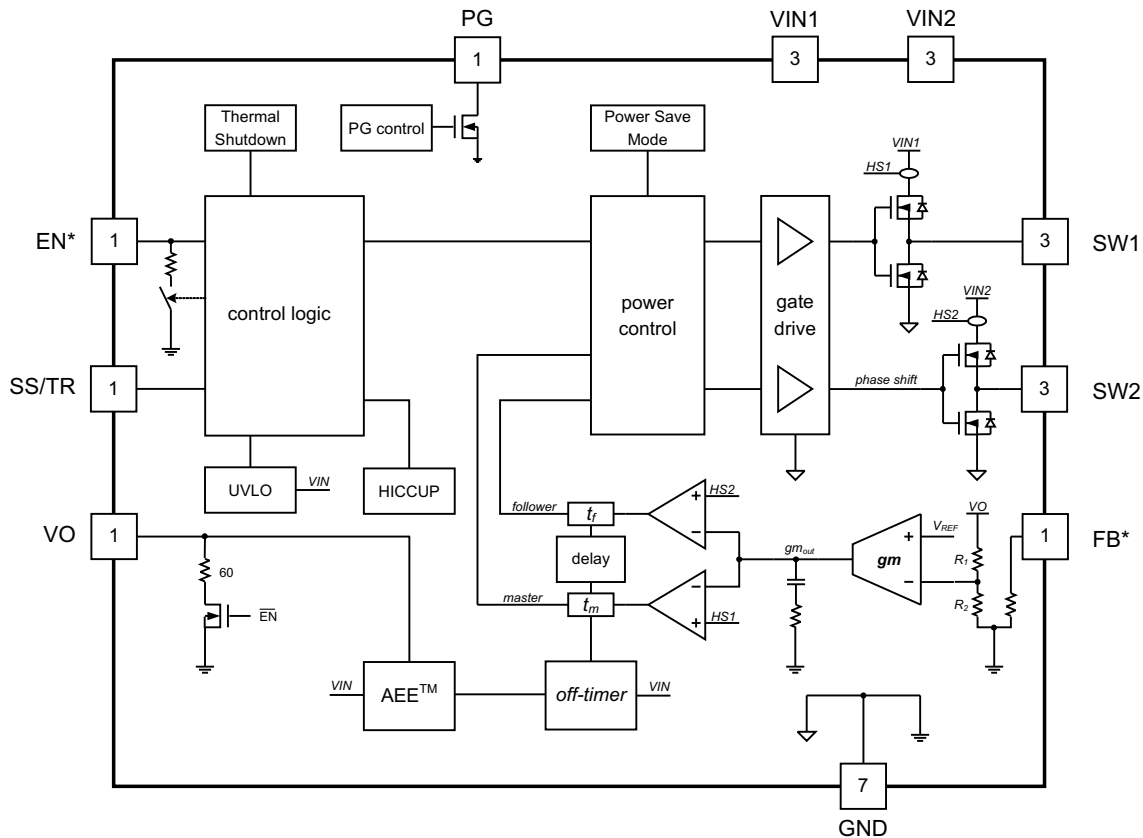 PG
VIN1
VIN2
1
3
3
Thermal
Shutdown
PG control
Power Save
Mode
VIN1
HS1
EN*
1
3
SW1
control logic
power
control
gate
drive
VIN2
HS2
SS/TR
1
phase shift
3
SW2
UVLO
VIN
HICCUP
follower
tf
HS2
VO
1
VREF
VO
1
FB*
delay
gmout
gm
R1
60
master
tm
HS1
R2
EN
VIN
AEE™
off-timer
VIN
7
GND